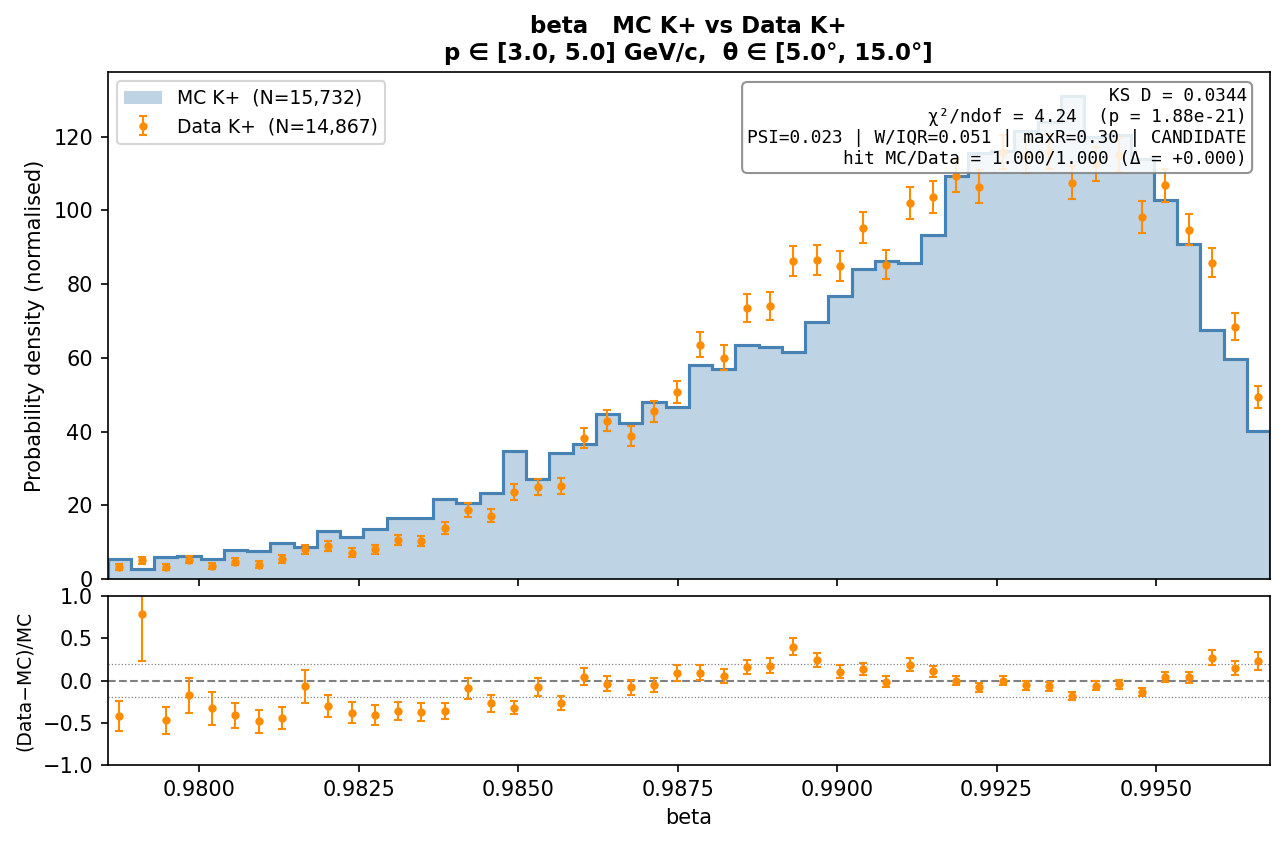 beta   MC K+ vs Data K+
p ∈ [3.0, 5.0] GeV/c,  θ ∈ [5.0°, 15.0°]
MC K+  (N=15,732)
Data K+  (N=14,867)
KS D = 0.0344
χ²/ndof = 4.24  (p = 1.88e-21)
PSI=0.023 | W/IQR=0.051 | maxR=0.30 | CANDIDATE
hit MC/Data = 1.000/1.000 (Δ = +0.000)
Probability density (normalised)
120
100
80
60
40
20
0
(Data−MC)/MC
1.0
0.5
0.0
−0.5
−1.0
0.9800
0.9825
0.9850
0.9875
0.9900
0.9925
0.9950
beta